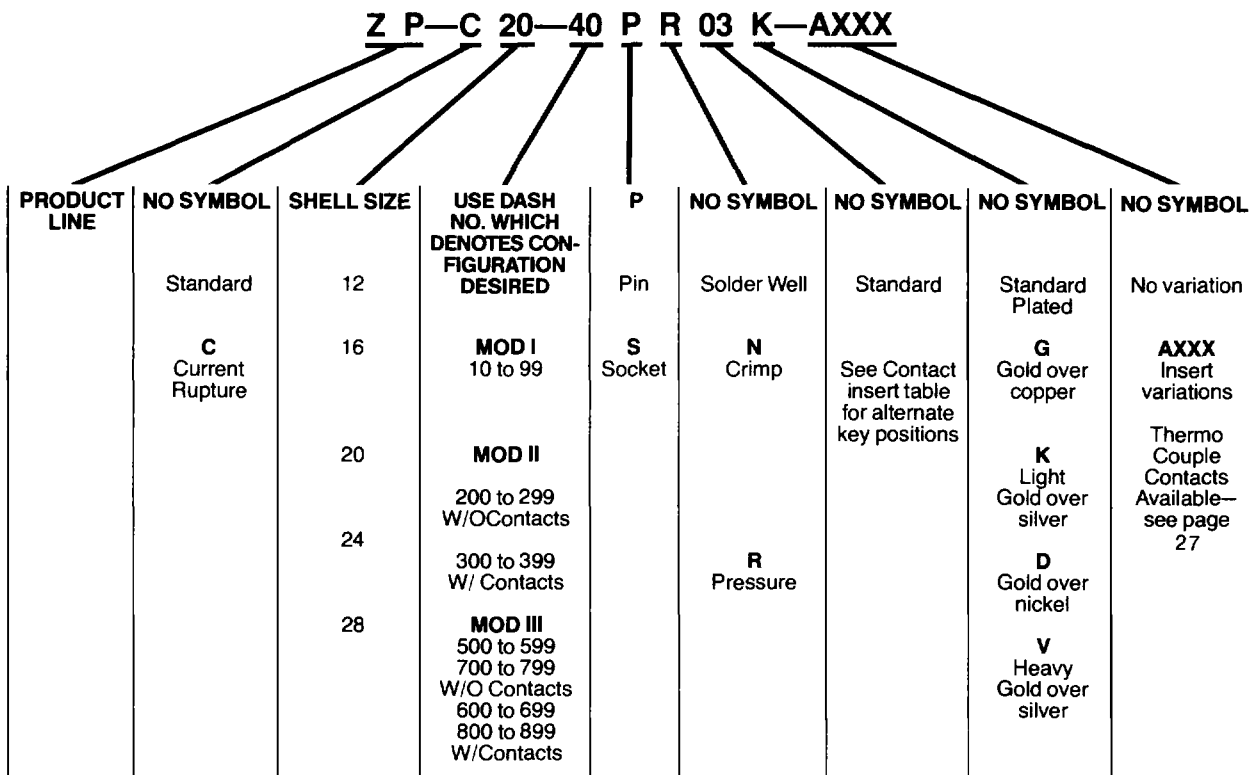 Z P—C 20—40 P R 03 K—AXXX
PRODUCT
LINE
NO SYMBOL
Standard
C
Current
Rupture
SHELL SIZE
12
16
20
24
28
USE DASH
NO. WHICH
DENOTES CON-
FIGURATION
DESIRED
MOD I
10 to 99
MOD II
200 to 299
W/OContacts
300 to 399
W/ Contacts
MOD III
500 to 599
700 to 799
W/O Contacts
600 to 699
800 to 899
W/Contacts
P
Pin
S
Socket
NO SYMBOL
Solder Well
N
Crimp
R
Pressure
NO SYMBOL
Standard
See Contact
insert table
for alternate
key positions
NO SYMBOL
Standard
Plated
G
Gold over
copper
K
Light
Gold over
silver
D
Gold over
nickel
V
Heavy
Gold over
silver
NO SYMBOL
No variation
AXXX
Insert
variations
Thermo
Couple
Contacts
Available—
see page
27